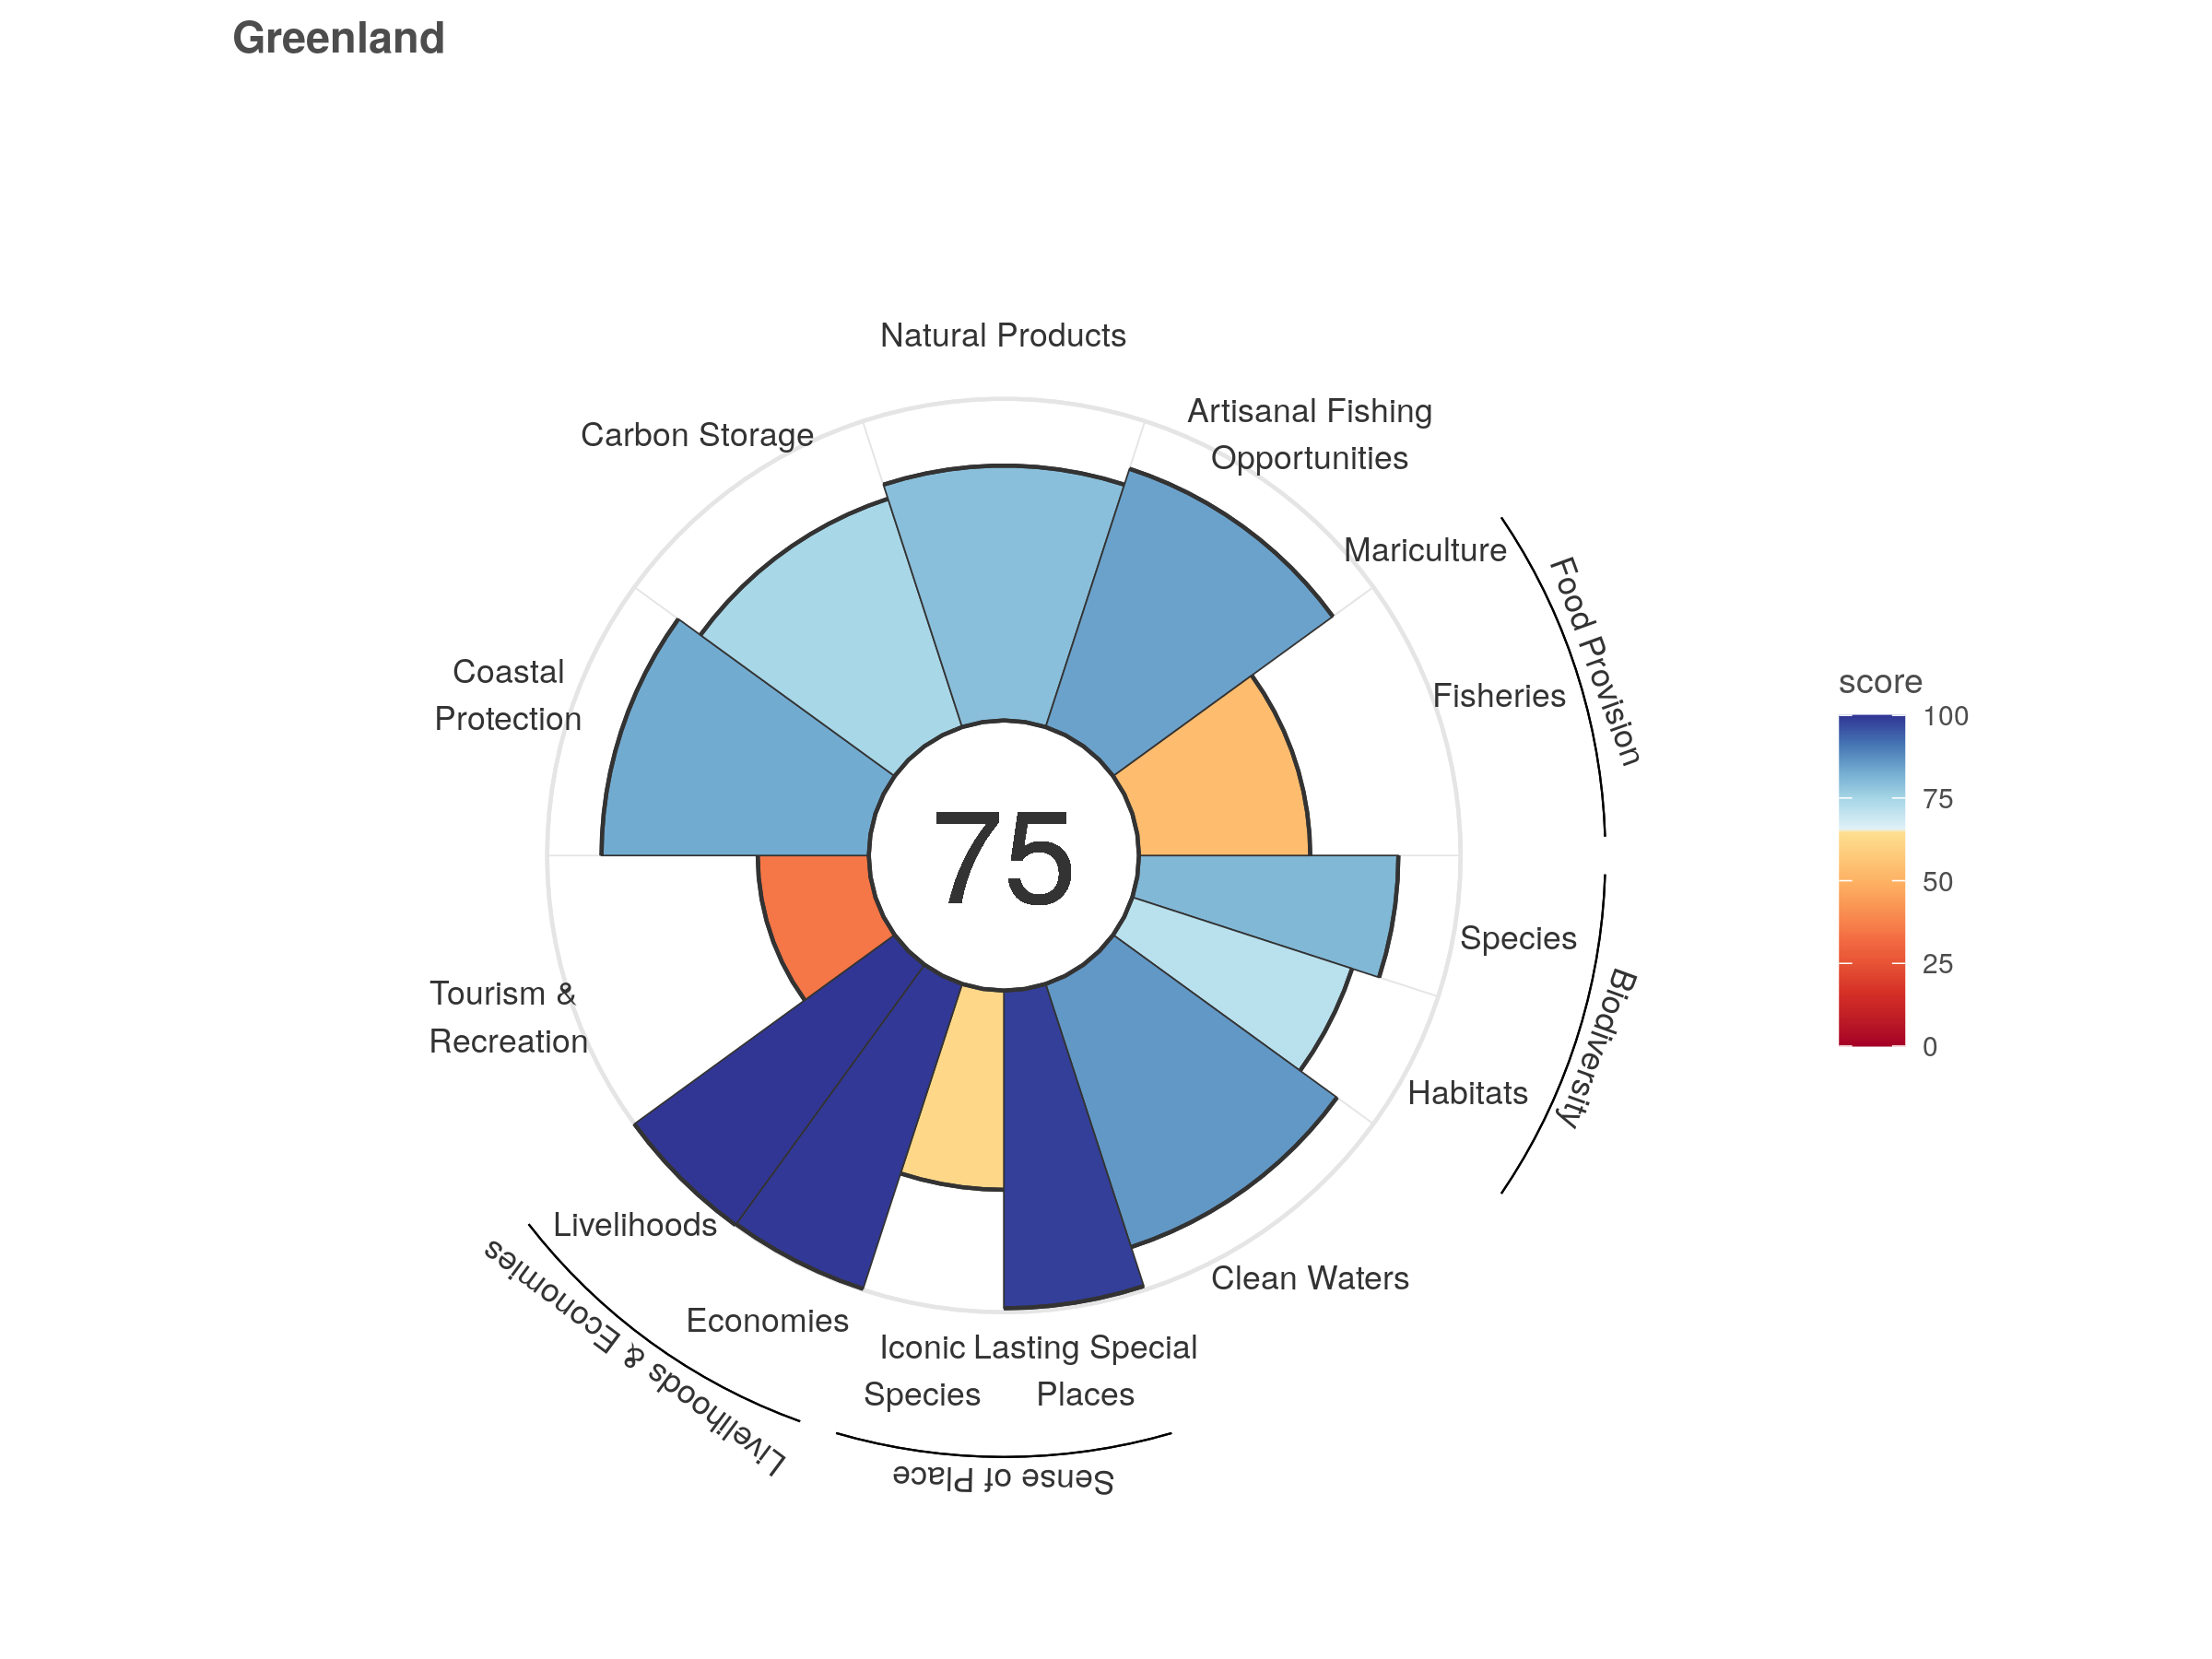 Greenland
Natural Products
Artisanal Fishing
Opportunities
Carbon Storage
Mariculture
Food Provision
Fisheries
Coastal
Protection
75
Species
Biodiversity
Habitats
Tourism &
Recreation
Clean Waters
Livelihoods
Economies
Livelihoods & Economies
Iconic
Species
Lasting Special
Places
Sense of Place
score
100
75
50
25
0